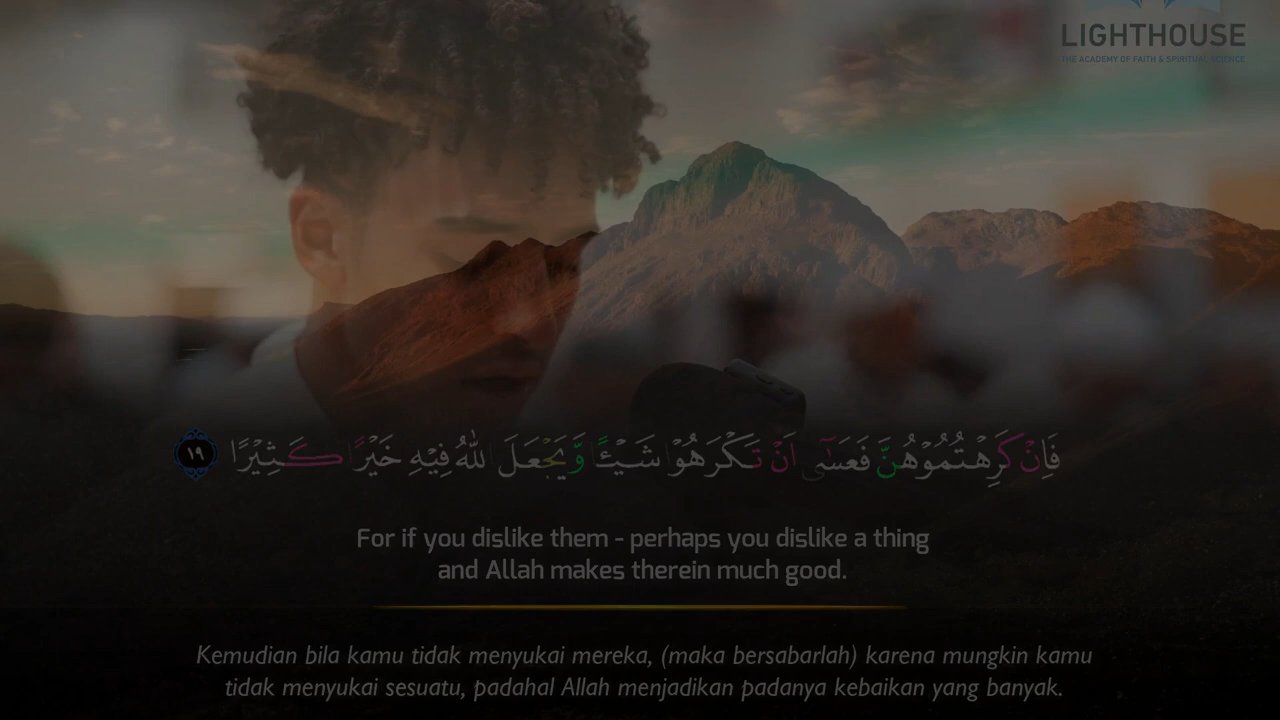 LIGHTHOUSE
THE ACADEMY OF FAITH & SPIRITUAL SCIENCE
فَاِنْ كَرِهْتُمُوْهُنَّ فَعَسٰٓى اَنْ تَكْرَهُوْا شَيْـًٔا وَّيَجْعَلَ اللّٰهُ فِيْهِ خَيْرًا كَثِيْرًا ١٩
For if you dislike them - perhaps you dislike a thing
and Allah makes therein much good.
Kemudian bila kamu tidak menyukai mereka, (maka bersabarlah) karena mungkin kamu
tidak menyukai sesuatu, padahal Allah menjadikan padanya kebaikan yang banyak.